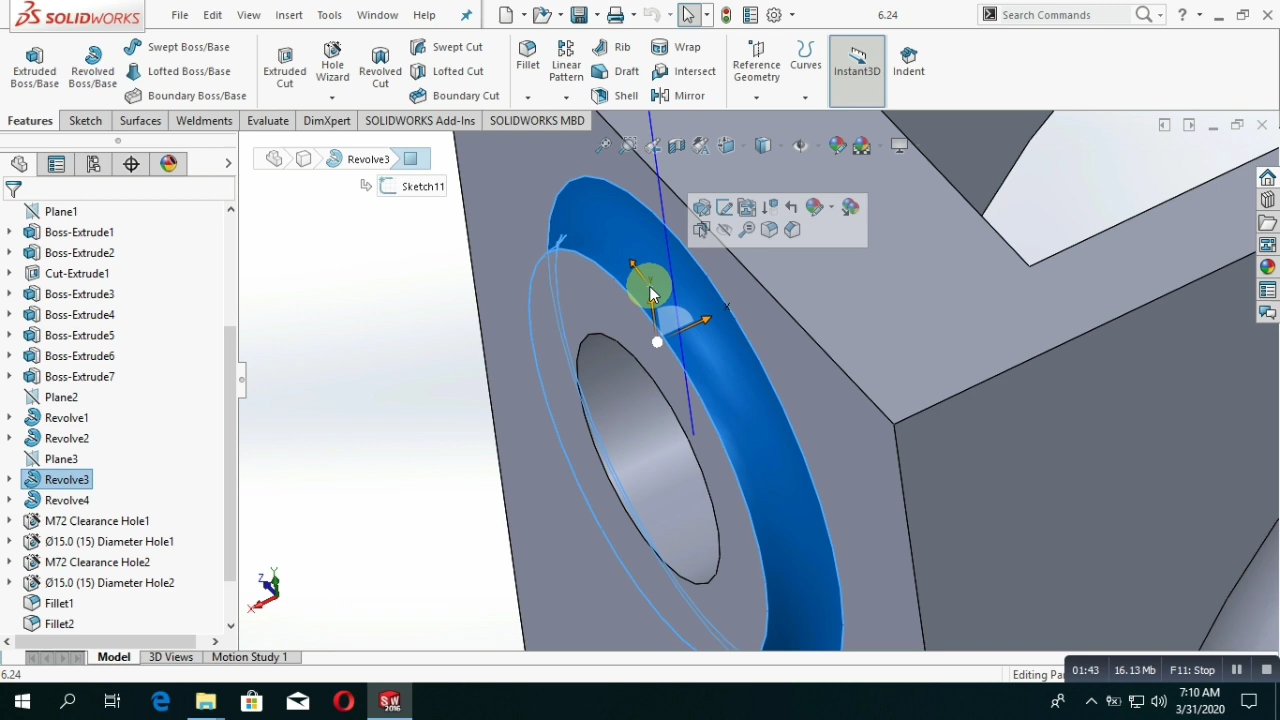 SOLIDWORKS
File Edit View Insert Tools Window Help
6.24
Search Commands
Extruded Boss/Base
Revolved Boss/Base
Swept Boss/Base
Lofted Boss/Base
Boundary Boss/Base
Extruded Cut
Hole Wizard
Revolved Cut
Swept Cut
Lofted Cut
Boundary Cut
Fillet
Linear Pattern
Rib
Draft
Shell
Wrap
Intersect
Mirror
Reference Geometry
Curves
Instant3D
Indent
Features Sketch Surfaces Weldments Evaluate DimXpert SOLIDWORKS Add-Ins SOLIDWORKS MBD
Revolve3
Sketch11
Plane1
Boss-Extrude1
Boss-Extrude2
Cut-Extrude1
Boss-Extrude3
Boss-Extrude4
Boss-Extrude5
Boss-Extrude6
Boss-Extrude7
Plane2
Revolve1
Revolve2
Plane3
Revolve3
Revolve4
M72 Clearance Hole1
Ø15.0 (15) Diameter Hole1
M72 Clearance Hole2
Ø15.0 (15) Diameter Hole2
Fillet1
Fillet2
Y
X
Y
Z
X
Model 3D Views Motion Study 1
6.24
Editing Pa
01:43 16.13 Mb F11: Stop
SW
2016
7:10 AM
3/31/2020